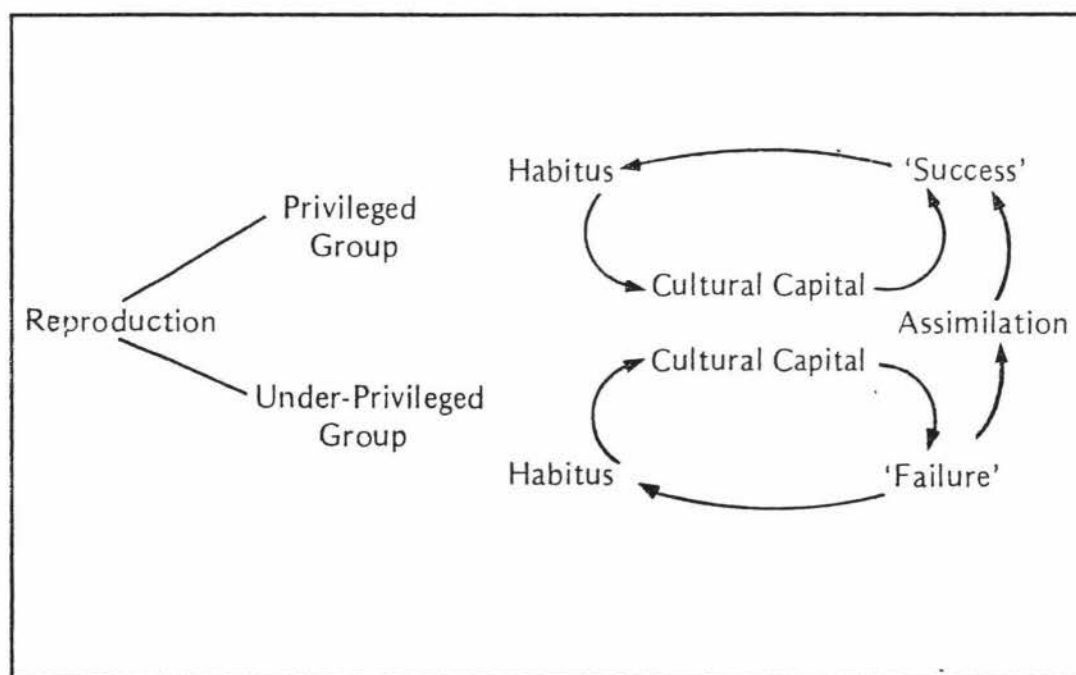 Habitus
'Success'
Privileged
Group
Cultural Capital
Reproduction
Assimilation
Cultural Capital
Under-Privileged
Group
Habitus
'Failure'